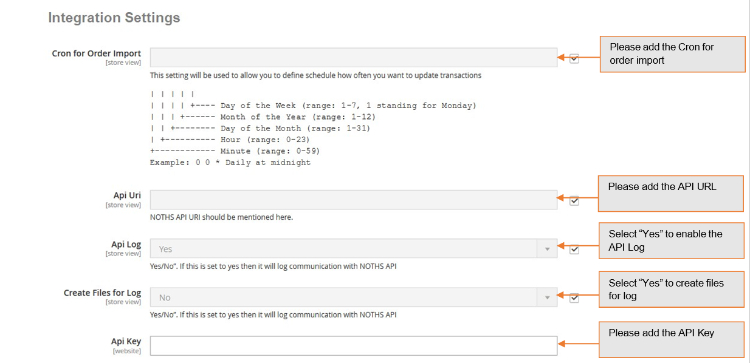 Integration Settings
Cron for Order Import
[store view]
Please add the Cron for
order import
This setting will be used to allow you to define schedule how often you want to update transactions
| | | | |
| | | | +---- Day of the Week (range: 1-7, 1 standing for Monday)
| | | +------ Month of the Year (range: 1-12)
| | +-------- Day of the Month (range: 1-31)
| +---------- Hour (range: 0-23)
+------------ Minute (range: 0-59)
Example: 0 0 * Daily at midnight
Api Uri
[store view]
Please add the API URL
NOTHS API URI should be mentioned here.
Api Log
[store view]
Yes
Select “Yes” to enable the
API Log
Yes/No". If this is set to yes then it will log communication with NOTHS API
Create Files for Log
[store view]
No
Select “Yes” to create files
for log
Yes/No". If this is set to yes then it will log communication with NOTHS API
Api Key
[website]
Please add the API Key